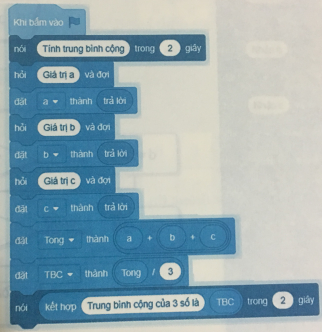 Khi bấm vào
nói Tính trung bình cộng trong 2 giây
hỏi Giá trị a và đợi
đặt a thành trả lời
hỏi Giá trị b và đợi
đặt b thành trả lời
hỏi Giá trị c và đợi
đặt c thành trả lời
đặt Tong thành a + b + c
đặt TBC thành Tong / 3
nói kết hợp Trung bình cộng của 3 số là TBC trong 2 giây